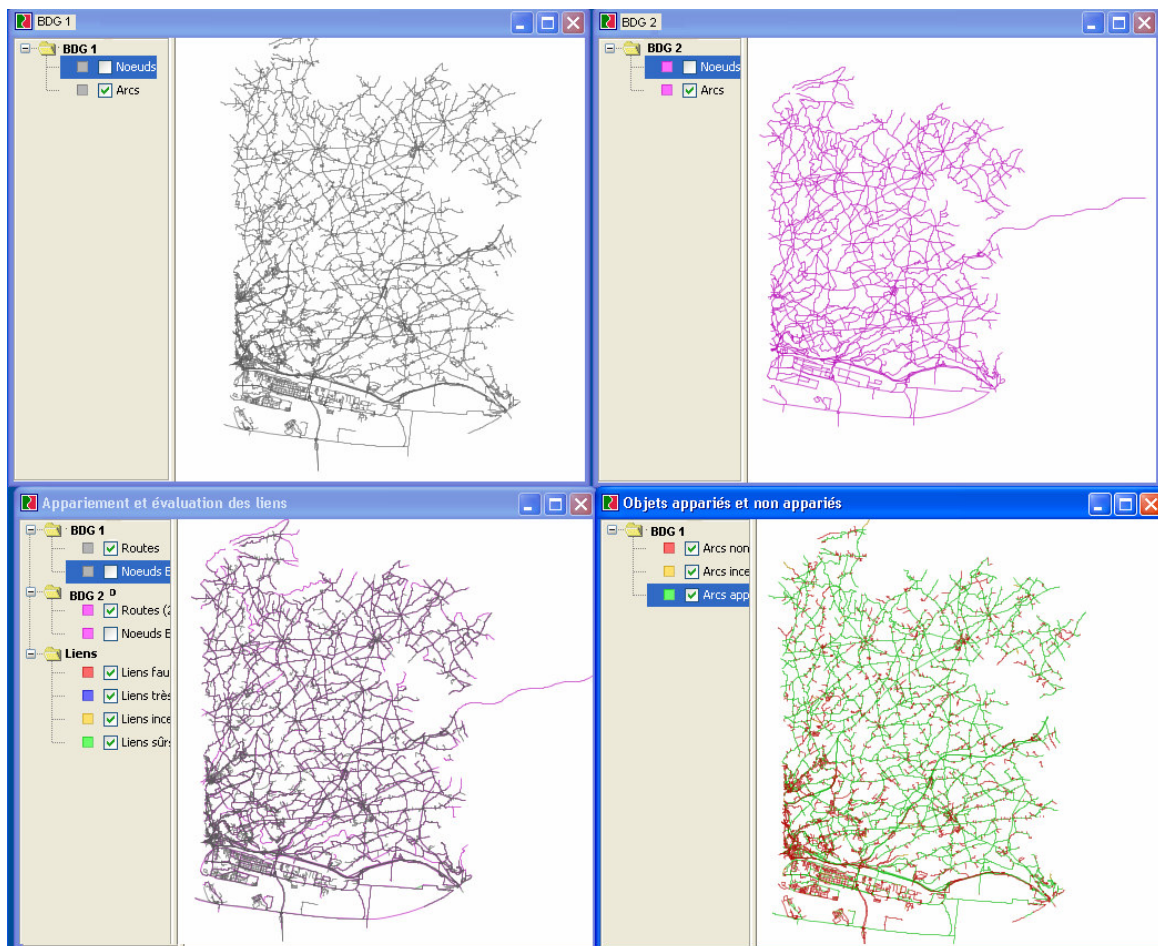 BDG 1
BDG 1
Noeuds
Arcs
BDG 2
BDG 2
Noeuds
Arcs
Appariement et évaluation des liens
BDG 1
Routes
Noeuds E
BDG 2 D
Routes (2
Noeuds E
Liens
Liens fau
Liens très
Liens ince
Liens sûrs
Objets appariés et non appariés
BDG 1
Arcs non
Arcs ince
Arcs app